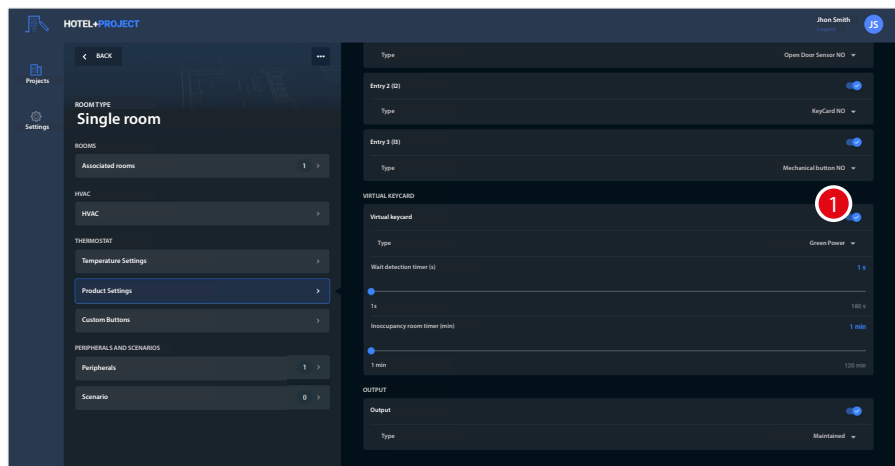 HOTEL+PROJECT
Jhon Smith
Logout
JS
Projects
Settings
BACK
ROOM TYPE
Single room
ROOMS
Associated rooms 1
HVAC
HVAC
THERMOSTAT
Temperature Settings
Product Settings
Custom Buttons
PERIPHERALS AND SCENARIOS
Peripherals 1
Scenario 0
Type Open Door Sensor NO
Entry 2 (I2)
Type KeyCard NO
Entry 3 (I3)
Type Mechanical button NO
VIRTUAL KEYCARD
1
Virtual keycard
Type Green Power
Wait detection timer (s) 1 s
1s 180 s
Inoccupancy room timer (min) 1 min
1 min 120 min
OUTPUT
Output
Type Maintained